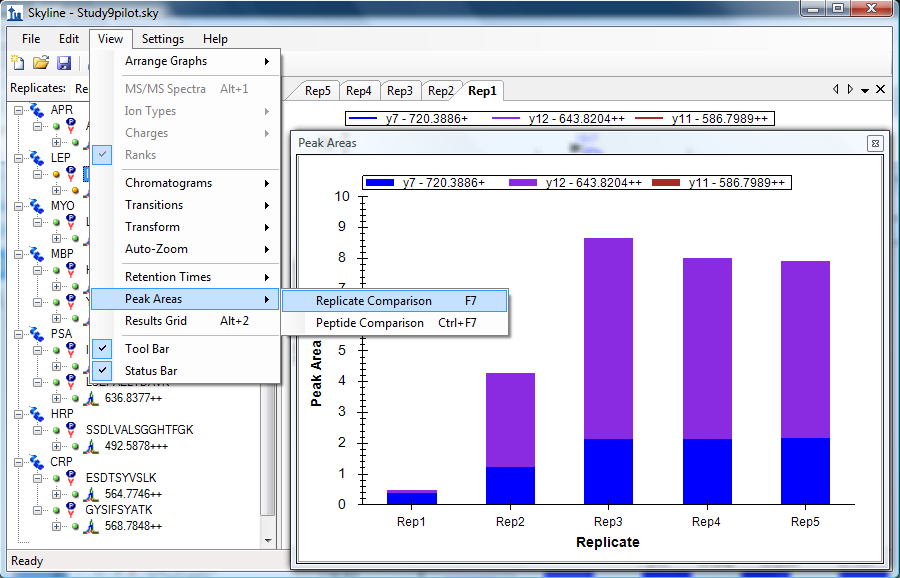 Skyline - Study9pilot.sky
File Edit View Settings Help
Replicates: Re
Arrange Graphs
MS/MS Spectra Alt+1
Ion Types
Charges
Ranks
Chromatograms
Transitions
Transform
Auto-Zoom
Retention Times
Peak Areas
Results Grid Alt+2
Tool Bar
Status Bar
Replicate Comparison F7
Peptide Comparison Ctrl+F7
APR
LEP
MYO
MBP
PSA
636.8377++
HRP
SSDLVALSGGHTFGK
492.5878+++
CRP
ESDTSYVSLK
564.7746++
GYSIFSYATK
568.7848++
Rep5 Rep4 Rep3 Rep2 Rep1
y7 - 720.3886+ y12 - 643.8204++ y11 - 586.7989++
Peak Areas
y7 - 720.3886+ y12 - 643.8204++ y11 - 586.7989++
10
9
8
5
4
3
2
1
0
Peak Area
Rep1 Rep2 Rep3 Rep4 Rep5
Replicate
Ready